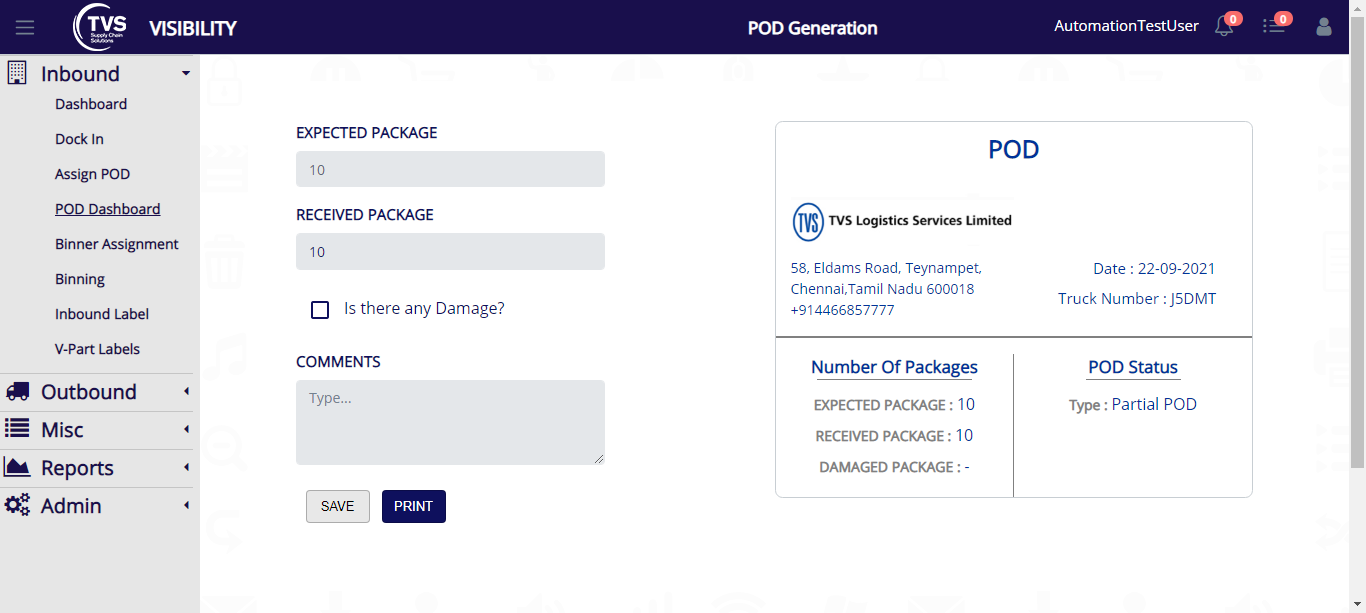 TVS
Supply Chain
Solutions
VISIBILITY
POD Generation
AutomationTestUser
0
0
Inbound
Dashboard
Dock In
Assign POD
POD Dashboard
Binner Assignment
Binning
Inbound Label
V-Part Labels
Outbound
Misc
Reports
Admin
EXPECTED PACKAGE
10
RECEIVED PACKAGE
10
Is there any Damage?
COMMENTS
Type...
SAVE
PRINT
POD
TVS TVS Logistics Services Limited
58, Eldams Road, Teynampet,
Chennai,Tamil Nadu 600018
+914466857777
Date : 22-09-2021
Truck Number : J5DMT
Number Of Packages
EXPECTED PACKAGE : 10
RECEIVED PACKAGE : 10
DAMAGED PACKAGE : -
POD Status
Type : Partial POD